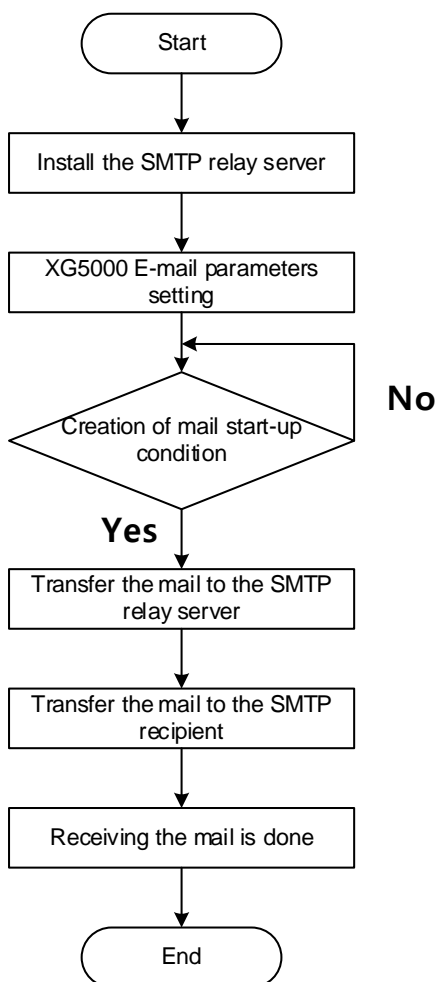 Start
Install the SMTP relay server
XG5000 E-mail parameters
setting
Creation of mail start-up
condition
No
Yes
Transfer the mail to the SMTP
relay server
Transfer the mail to the SMTP
recipient
Receiving the mail is done
End